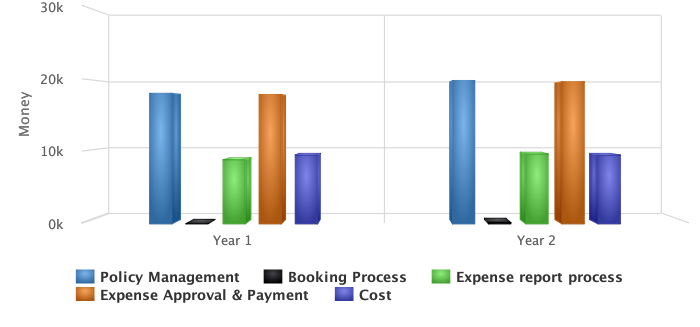 30k
20k
Money
10k
0k
Year 1 Year 2
Policy Management Booking Process Expense report process
Expense Approval & Payment Cost